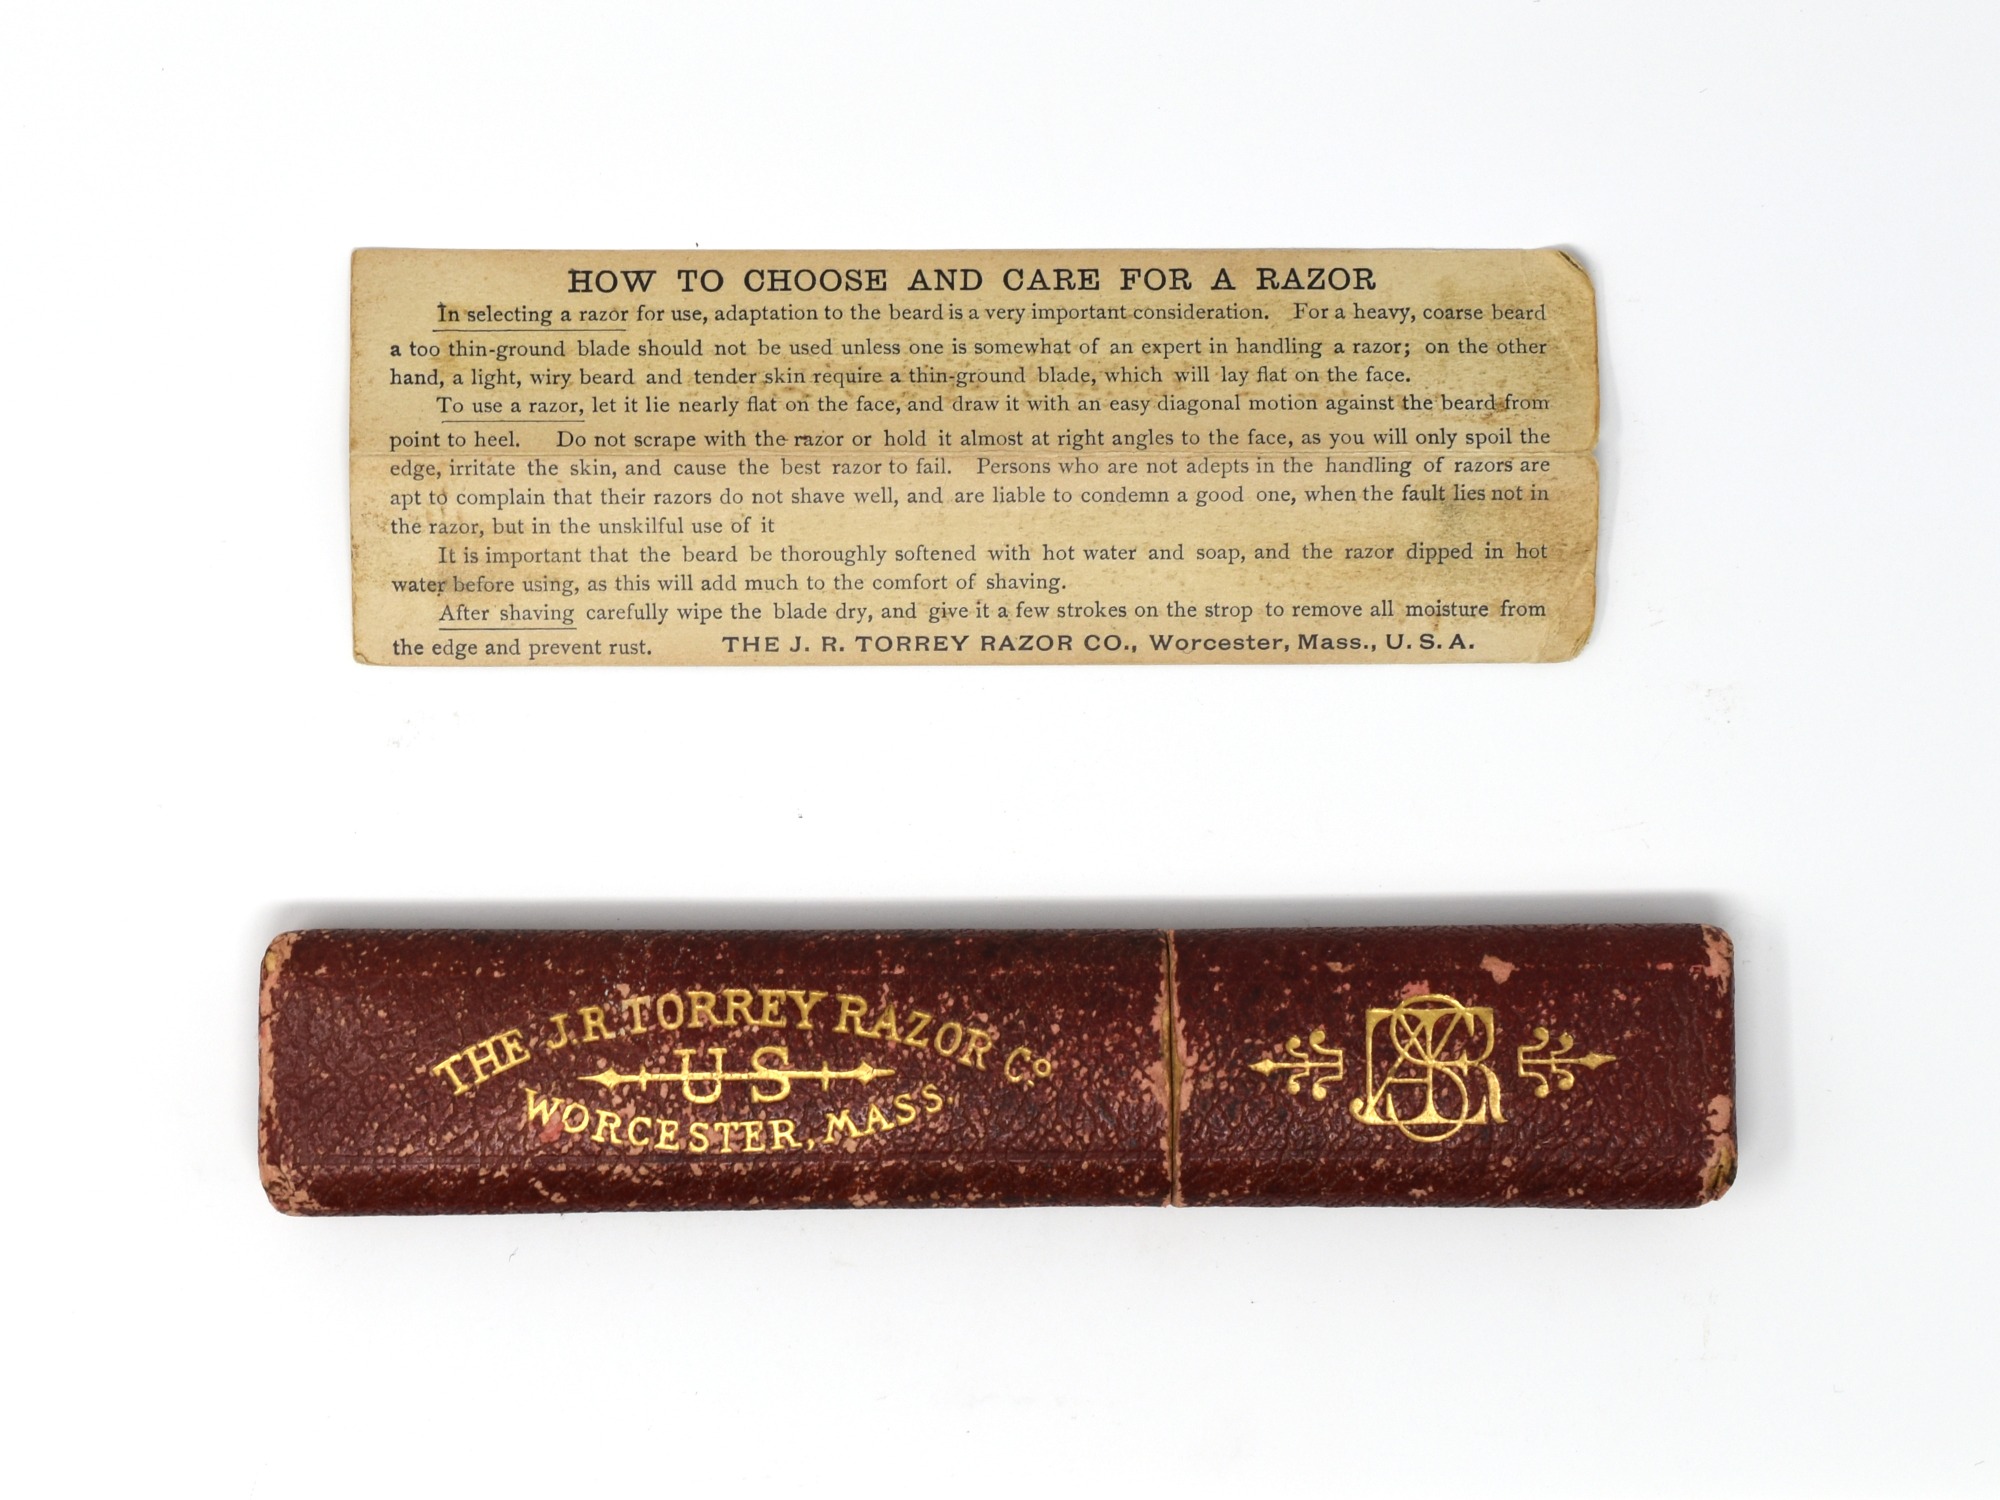 HOW TO CHOOSE AND CARE FOR A RAZOR
In selecting a razor for use, adaptation to the beard is a very important consideration. For a heavy, coarse beard
a too thin-ground blade should not be used unless one is somewhat of an expert in handling a razor; on the other
hand, a light, wiry beard and tender skin require a thin-ground blade, which will lay flat on the face.
To use a razor, let it lie nearly flat on the face, and draw it with an easy diagonal motion against the beard from
point to heel. Do not scrape with the razor or hold it almost at right angles to the face, as you will only spoil the
edge, irritate the skin, and cause the best razor to fail. Persons who are not adepts in the handling of razors are
apt to complain that their razors do not shave well, and are liable to condemn a good one, when the fault lies not in
the razor, but in the unskilful use of it
It is important that the beard be thoroughly softened with hot water and soap, and the razor dipped in hot
water before using, as this will add much to the comfort of shaving.
After shaving carefully wipe the blade dry, and give it a few strokes on the strop to remove all moisture from
the edge and prevent rust. THE J. R. TORREY RAZOR CO., Worcester, Mass., U. S. A.
THE J.R TORREY RAZOR Co
US
WORCESTER, MASS.